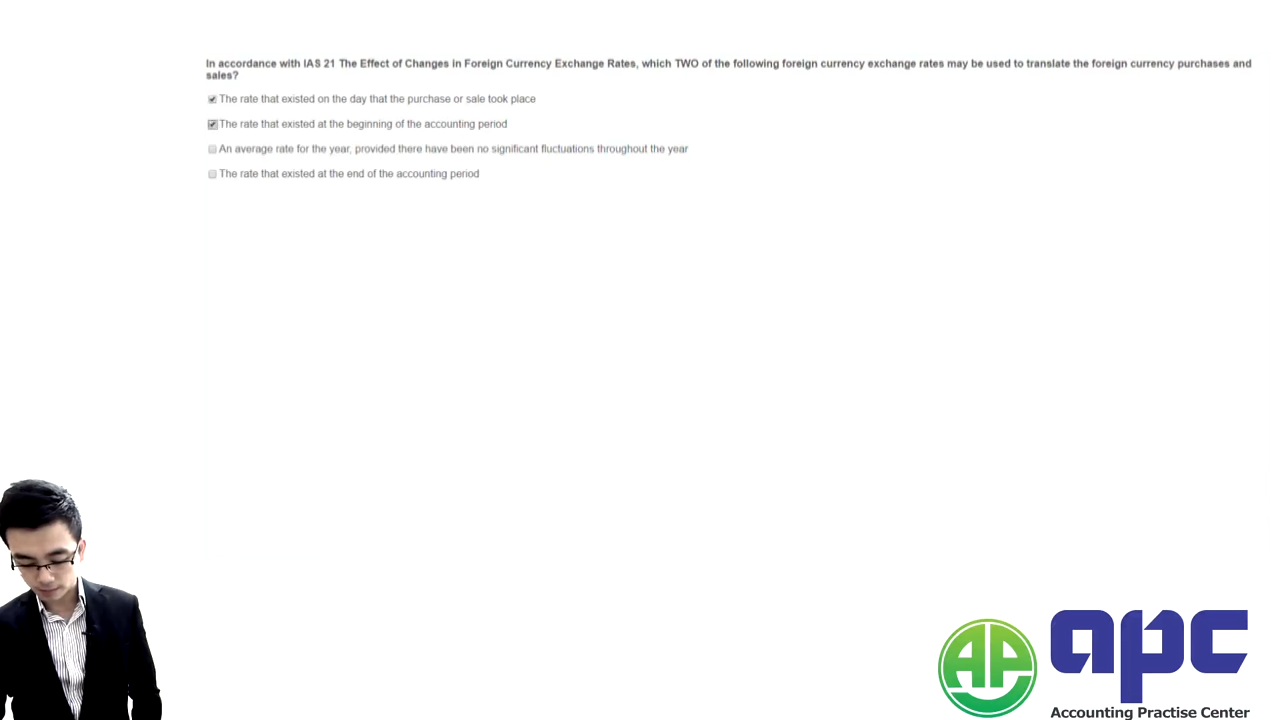 In accordance with IAS 21 The Effect of Changes in Foreign Currency Exchange Rates, which TWO of the following foreign currency exchange rates may be used to translate the foreign currency purchases and
sales?
The rate that existed on the day that the purchase or sale took place
The rate that existed at the beginning of the accounting period
An average rate for the year, provided there have been no significant fluctuations throughout the year
The rate that existed at the end of the accounting period
AP
apc
Accounting Practise Center